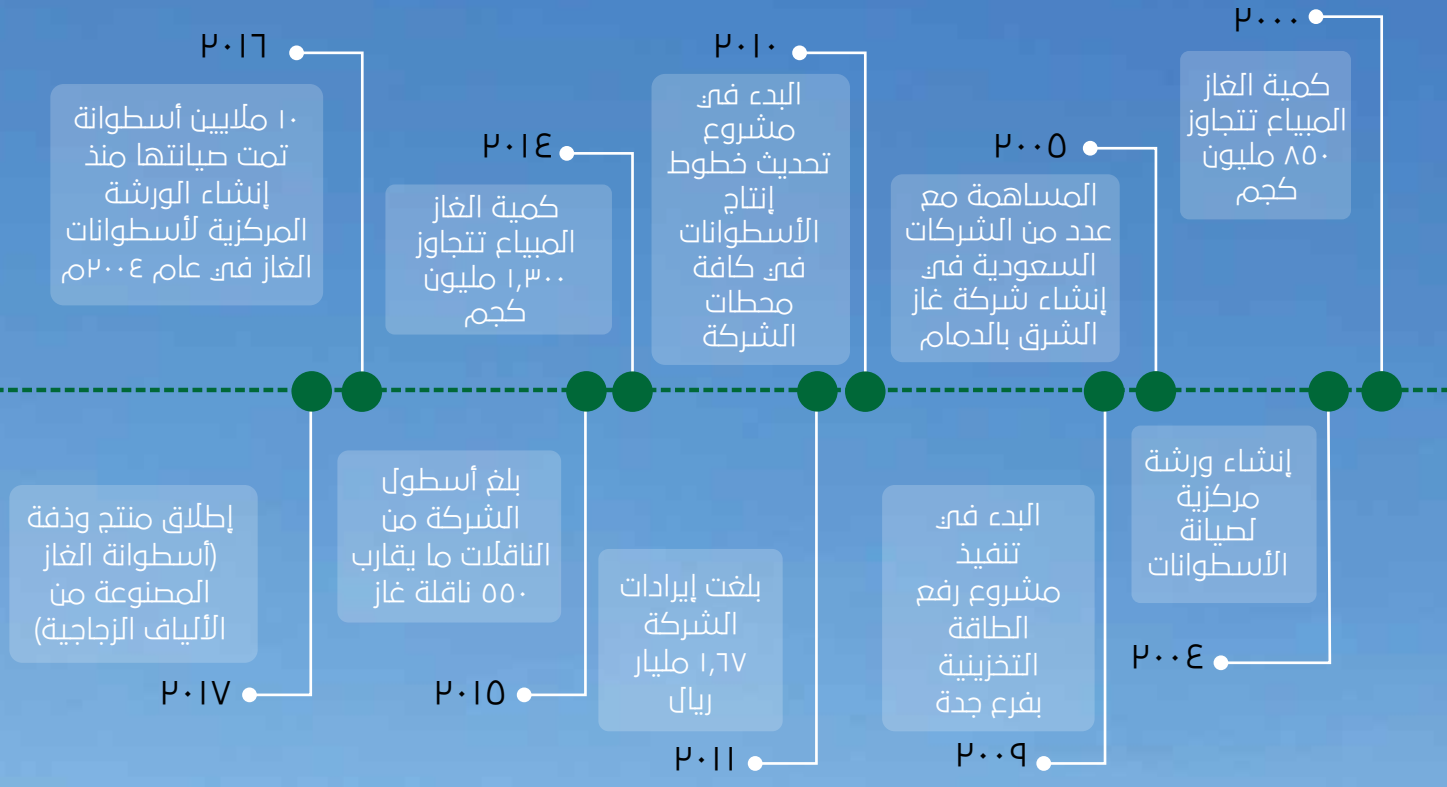 ٢٠٠٠
كمية الغاز
المباع تتجاوز
٨٥٠ مليون
كجم
٢٠٠٤
إنشاء ورشة
مركزية
لصيانة
الأسطوانات
٢٠٠٥
المساهمة مع
عدد من الشركات
السعودية في
إنشاء شركة غاز
الشرق بالدمام
٢٠٠٩
البدء في
تنفيذ
مشروع رفع
الطاقة
التخزينية
بفرع جدة
٢٠١٠
البدء في
مشروع
تحديث خطوط
إنتاج
الأسطوانات
في كافة
محطات
الشركة
٢٠١١
بلغت إيرادات
الشركة
١,٦٧ مليار
ريال
٢٠١٤
كمية الغاز
المبياع تتجاوز
١,٣٠٠ مليون
كجم
٢٠١٥
بلغ أسطول
الشركة من
الناقلات ما يقارب
٥٥٠ ناقلة غاز
٢٠١٦
١٠ ملايين أسطوانة
تمت صيانتها منذ
إنشاء الورشة
المركزية لأسطوانات
الغاز في عام ٢٠٠٤م
٢٠١٧
إطلاق منتج وذفة
(أسطوانة الغاز
المصنوعة من
الألياف الزجاجية)